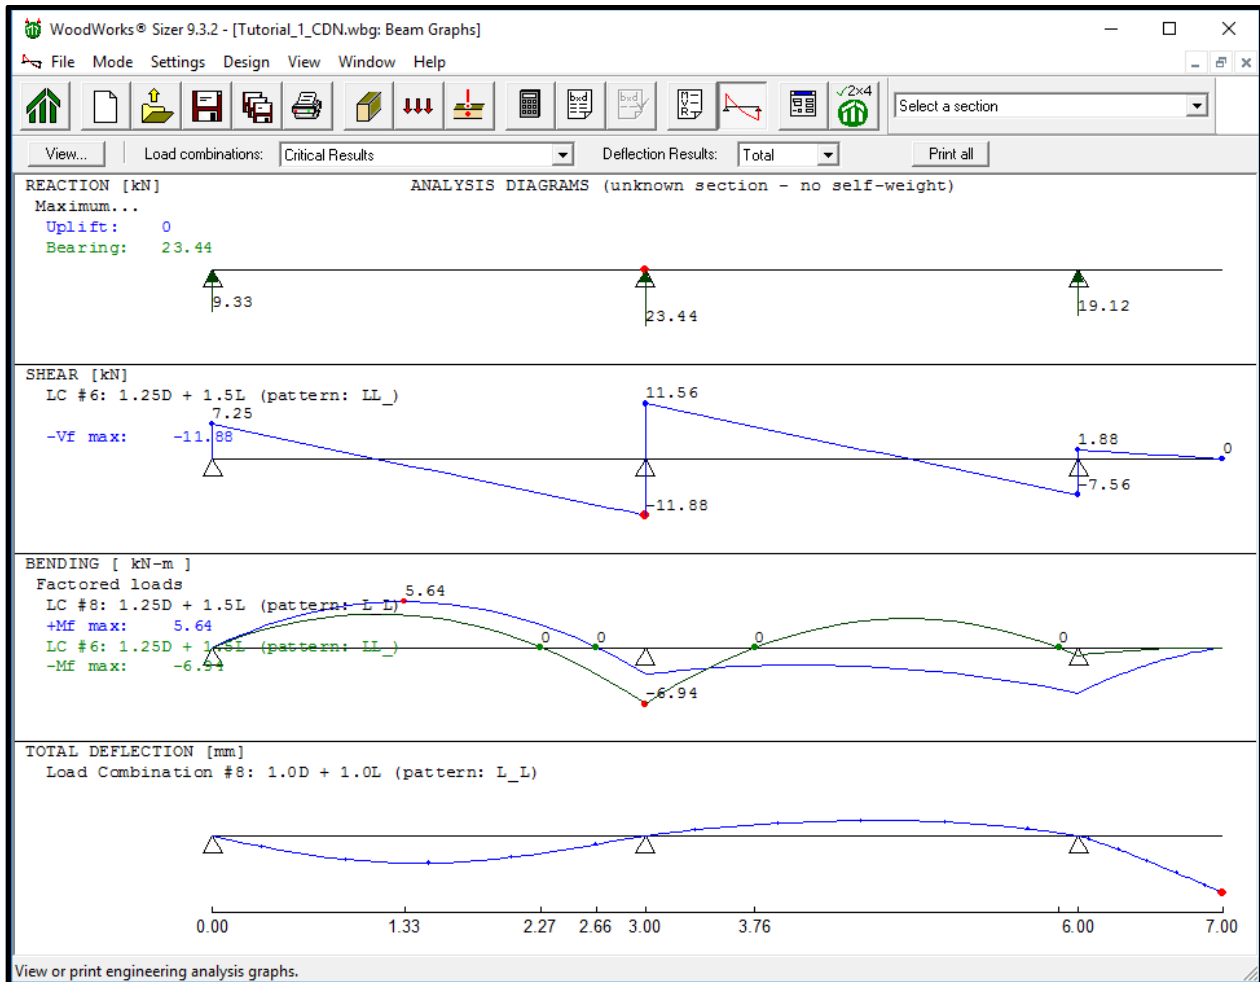 WoodWorks® Sizer 9.3.2 - [Tutorial_1_CDN.wbg: Beam Graphs]
File Mode Settings Design View Window Help
bxd bxd M V R ✓2×4 Select a section
View... Load combinations: Critical Results Deflection Results: Total Print all
REACTION [kN] ANALYSIS DIAGRAMS (unknown section - no self-weight)
Maximum...
Uplift: 0
Bearing: 23.44
9.33 23.44 19.12
SHEAR [kN]
LC #6: 1.25D + 1.5L (pattern: LL_)
7.25 11.56
-Vf max: -11.88
1.88 0
-11.88 -7.56
BENDING [ kN-m ]
Factored loads
LC #8: 1.25D + 1.5L (pattern: L_L)
5.64
+Mf max: 5.64
LC #6: 1.25D + 1.5L (pattern: LL_)
0 0 0 0
-Mf max: -6.94
-6.94
TOTAL DEFLECTION [mm]
Load Combination #8: 1.0D + 1.0L (pattern: L_L)
0.00 1.33 2.27 2.66 3.00 3.76 6.00 7.00
View or print engineering analysis graphs.